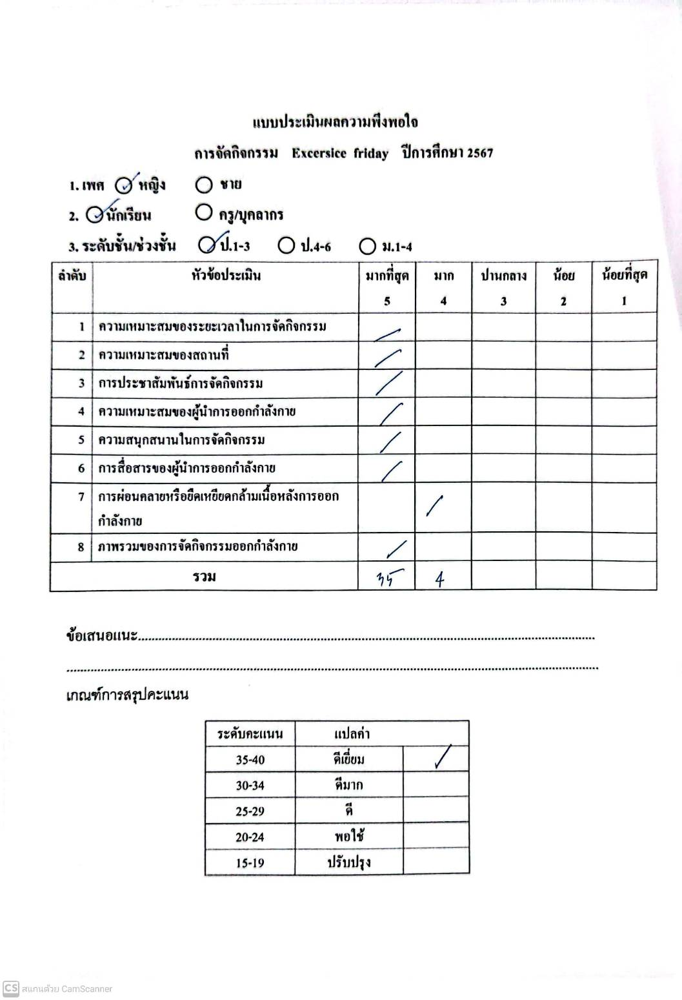 แบบประเมินผลความพึงพอใจ
การจัดกิจกรรม Excersice friday ปีการศึกษา 2567
1. เพศ หญิง ชาย
2. นักเรียน ครู/บุคลากร
3. ระดับชั้น/ช่วงชั้น ป.1-3 ป.4-6 ม.1-4
ลำดับ หัวข้อประเมิน มากที่สุด มาก ปานกลาง น้อย น้อยที่สุด
5 4 3 2 1
1 ความเหมาะสมของระยะเวลาในการจัดกิจกรรม
2 ความเหมาะสมของสถานที่
3 การประชาสัมพันธ์การจัดกิจกรรม
4 ความเหมาะสมของผู้นำการออกกำลังกาย
5 ความสนุกสนานในการจัดกิจกรรม
6 การสื่อสารของผู้นำการออกกำลังกาย
7 การผ่อนคลายหรือยืดเหยียดกล้ามเนื้อหลังการออก
กำลังกาย
8 ภาพรวมของการจัดกิจกรรมออกกำลังกาย
รวม 35 4
ข้อเสนอแนะ
เกณฑ์การสรุปคะแนน
ระดับคะแนน แปลค่า
35-40 ดีเยี่ยม
30-34 ดีมาก
25-29 ดี
20-24 พอใช้
15-19 ปรับปรุง
CS สแกนด้วย CamScanner